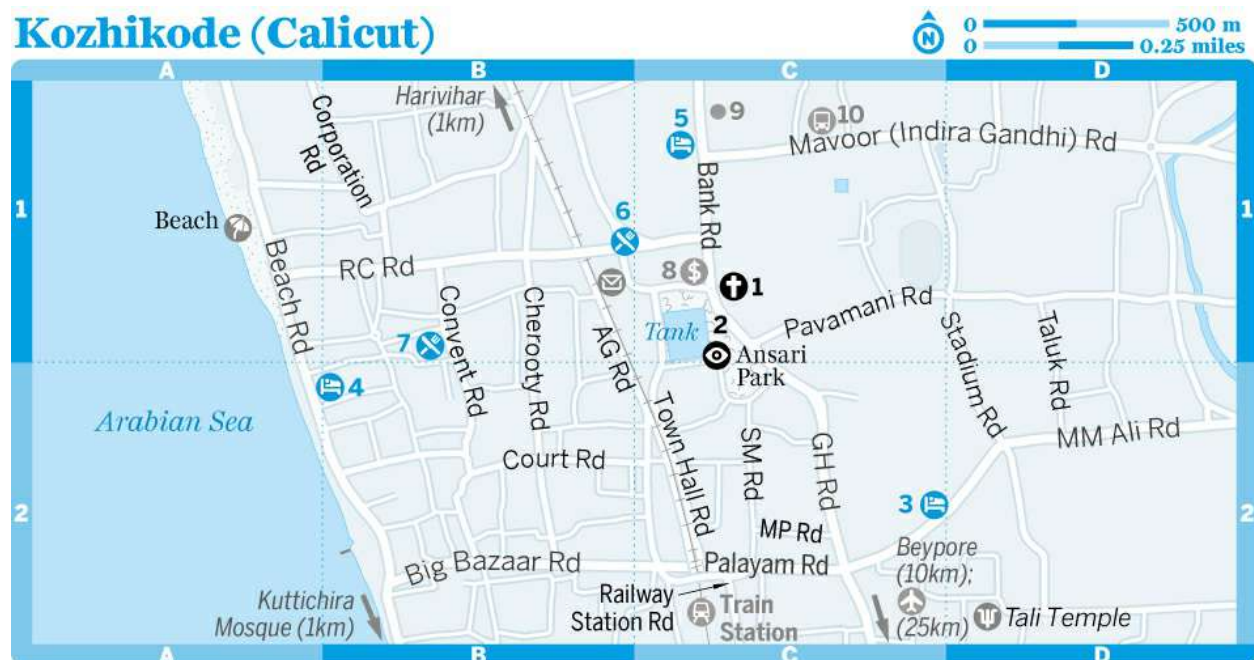 Kozhikode (Calicut)
N
0 500 m
0 0.25 miles
A B C D
Harivihar
(1km)
Corporation
Rd
5
9
10
Mavoor (Indira Gandhi) Rd
Bank Rd
1 1
Beach
6
Beach Rd
RC Rd
8 $
1
Convent Rd
Cherooty Rd
AG Rd
Tank
2
Pavamani Rd
Stadium Rd
Taluk Rd
7
Ansari
Park
4
Arabian Sea
Town Hall Rd
SM Rd
GH Rd
MM Ali Rd
Court Rd
2 2
3
MP Rd
Big Bazaar Rd
Palayam Rd
Beypore
(10km);
(25km)
Kuttichira
Mosque (1km)
Railway
Station Rd
Train
Station
Tali Temple
A B C D